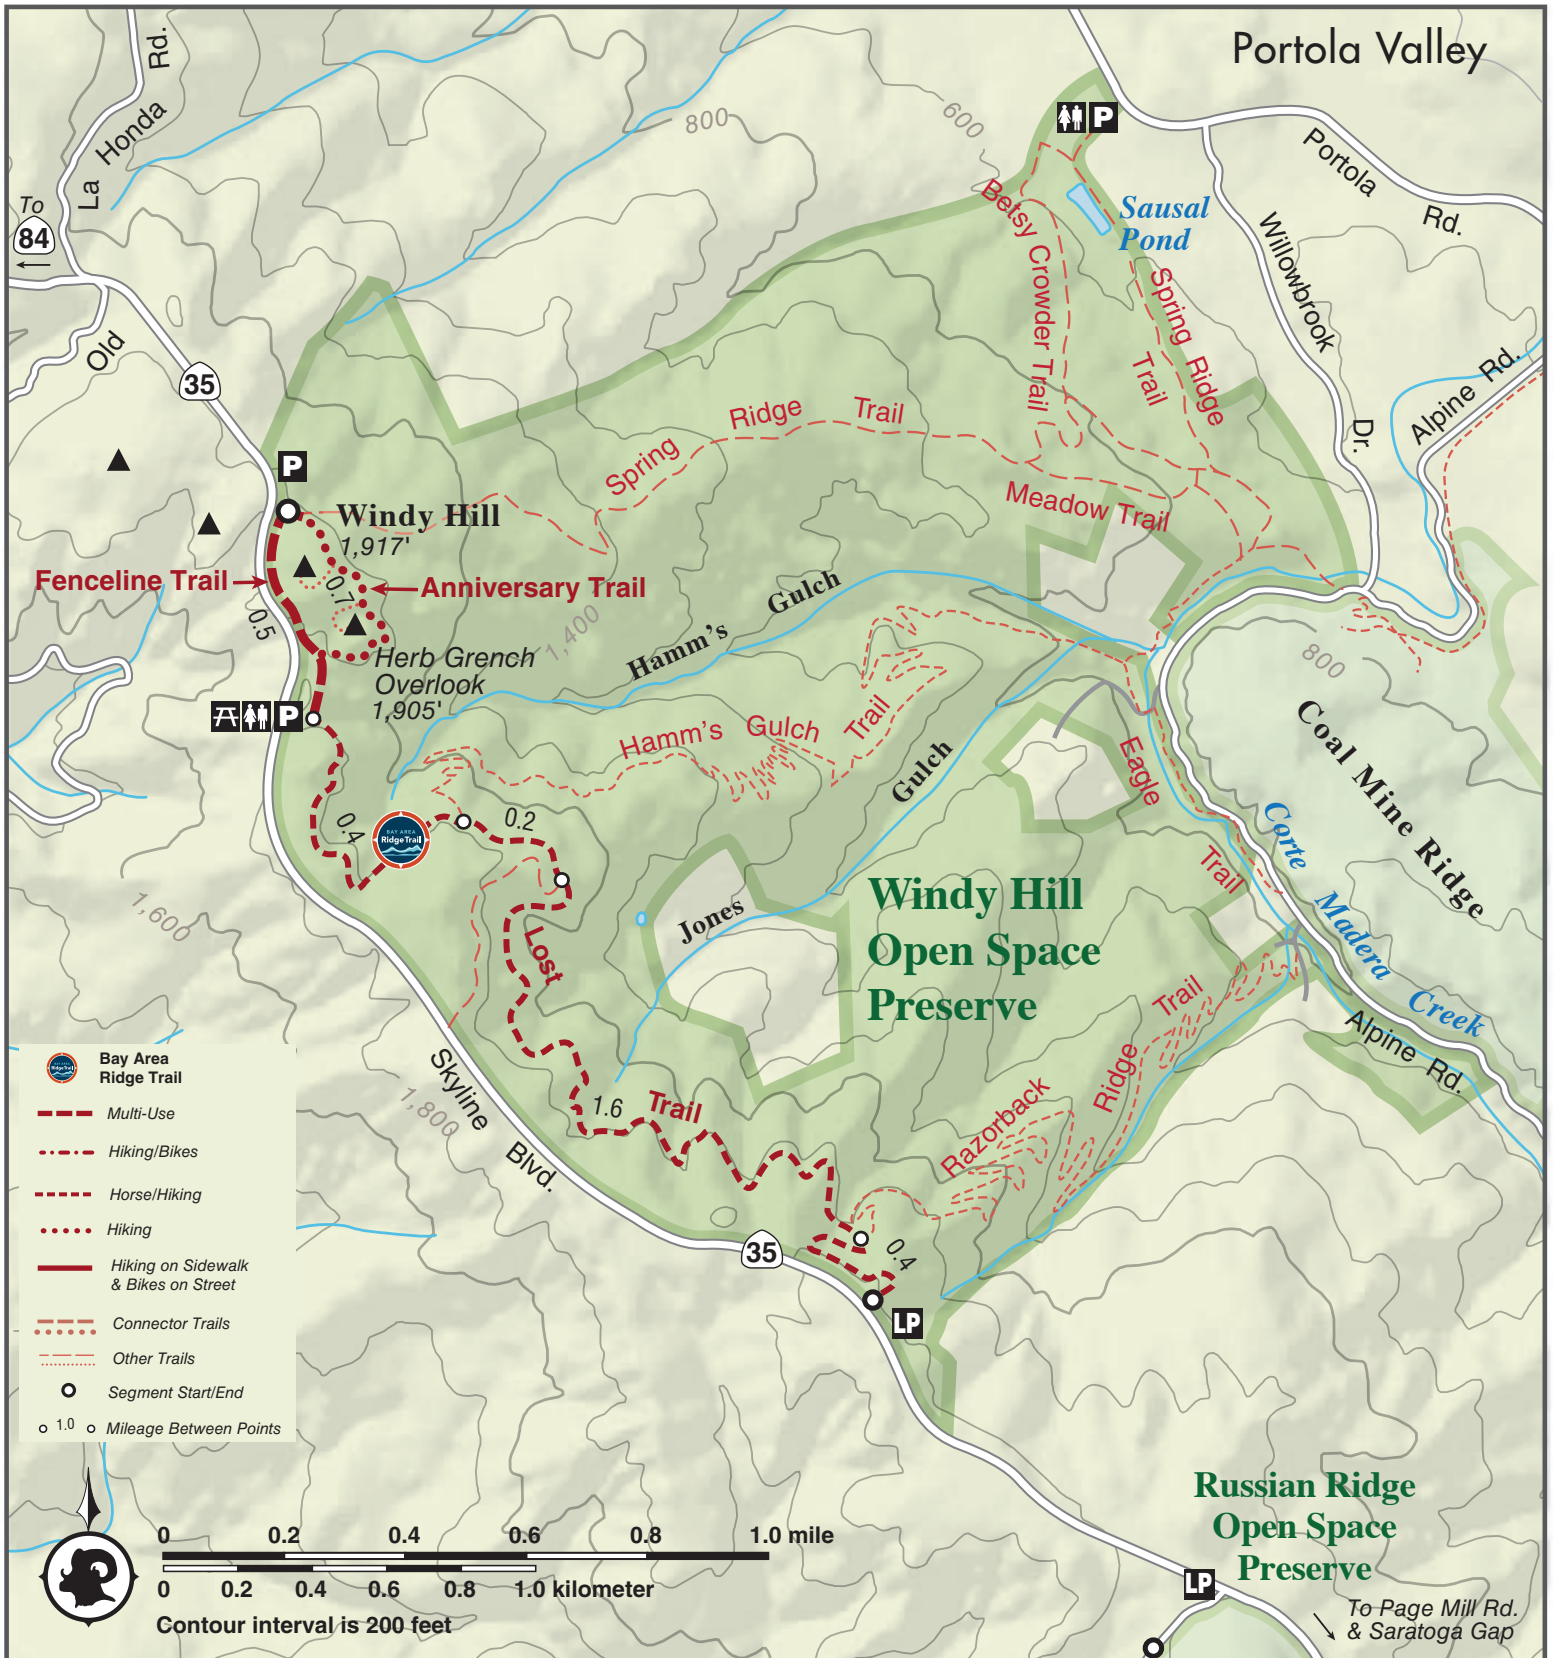 Portola Valley
La Honda Rd.
To
84
Old
35
800
600
P
Portola Rd.
Sausal
Pond
Betsy Crowder Trail
Spring Ridge Trail
Willowbrook Dr.
Alpine Rd.
Spring Ridge Trail
Meadow Trail
P
Windy Hill
1,917'
Fenceline Trail
Anniversary Trail
0.7
0.5
1,400
Herb Grench
Overlook
1,905'
P
Hamm's Gulch
Hamm's Gulch Trail
800
Coal Mine Ridge
Eagle Trail
Corte Madera Creek
Alpine Rd.
0.4
BAY AREA
Ridge Trail
0.2
Jones Gulch
Windy Hill
Open Space
Preserve
1,600
1,800
Lost Trail
1.6
Skyline Blvd.
Razorback Ridge Trail
35
0.4
LP
Bay Area
Ridge Trail
Ridge Trail
Multi-Use
Hiking/Bikes
Horse/Hiking
Hiking
Hiking on Sidewalk
& Bikes on Street
Connector Trails
Other Trails
Segment Start/End
1.0 Mileage Between Points
0 0.2 0.4 0.6 0.8 1.0 mile
0 0.2 0.4 0.6 0.8 1.0 kilometer
Contour interval is 200 feet
Russian Ridge
Open Space
Preserve
LP
To Page Mill Rd.
& Saratoga Gap